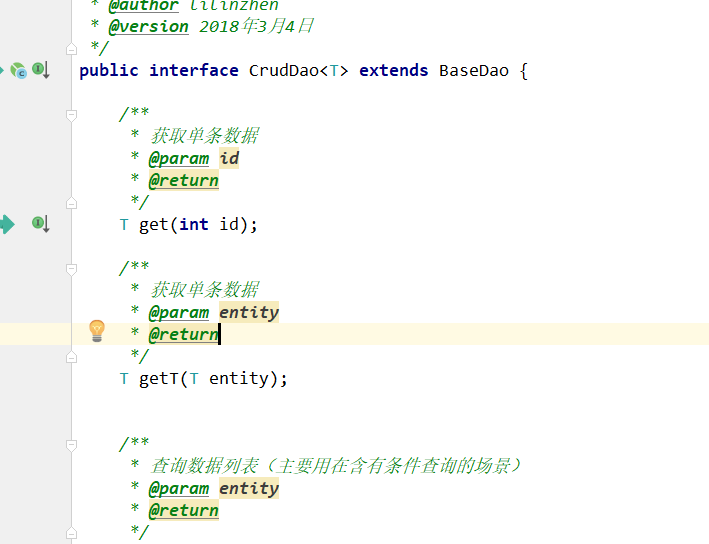 * @author lilinzhen
* @version 2018年3月4日
*/
public interface CrudDao<T> extends BaseDao {
/**
* 获取单条数据
* @param id
* @return
*/
T get(int id);
/**
* 获取单条数据
* @param entity
* @return
*/
T getT(T entity);
/**
* 查询数据列表（主要用在含有条件查询的场景）
* @param entity
* @return
*/